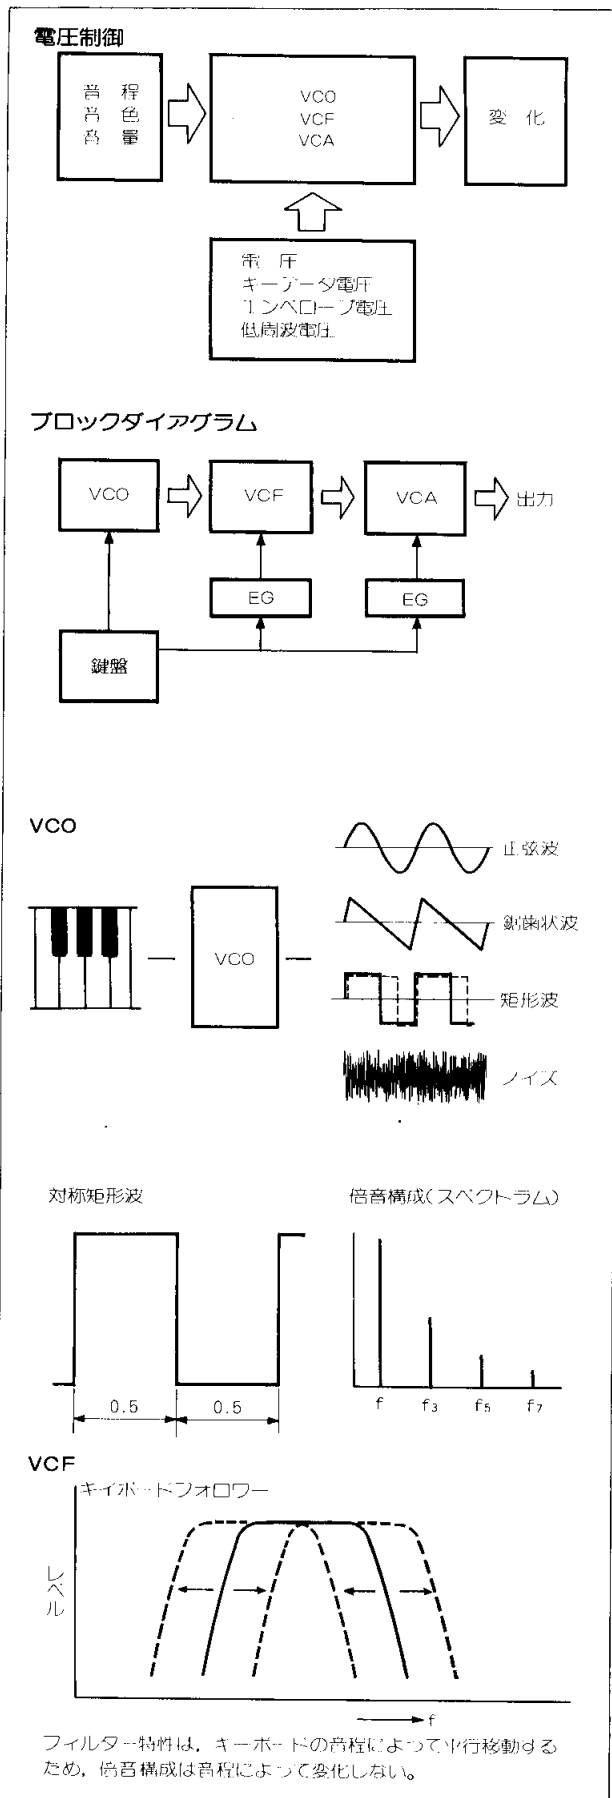 電圧制御
音程
音色
音量
VCO
VCF
VCA
変化
電圧
キーデータ電圧
エンベロープ電圧
低周波電圧
ブロックダイアグラム
VCO
VCF
VCA
出力
EG
EG
鍵盤
VCO
VCO
正弦波
鋸歯状波
矩形波
ノイズ
対称矩形波
倍音構成(スペクトラム)
0.5
0.5
f
f3
f5
f7
VCF
キイボードフォロワー
レベル
f
フィルター特性は,キーボードの音程によって平行移動する
ため,倍音構成は音程によって変化しない。